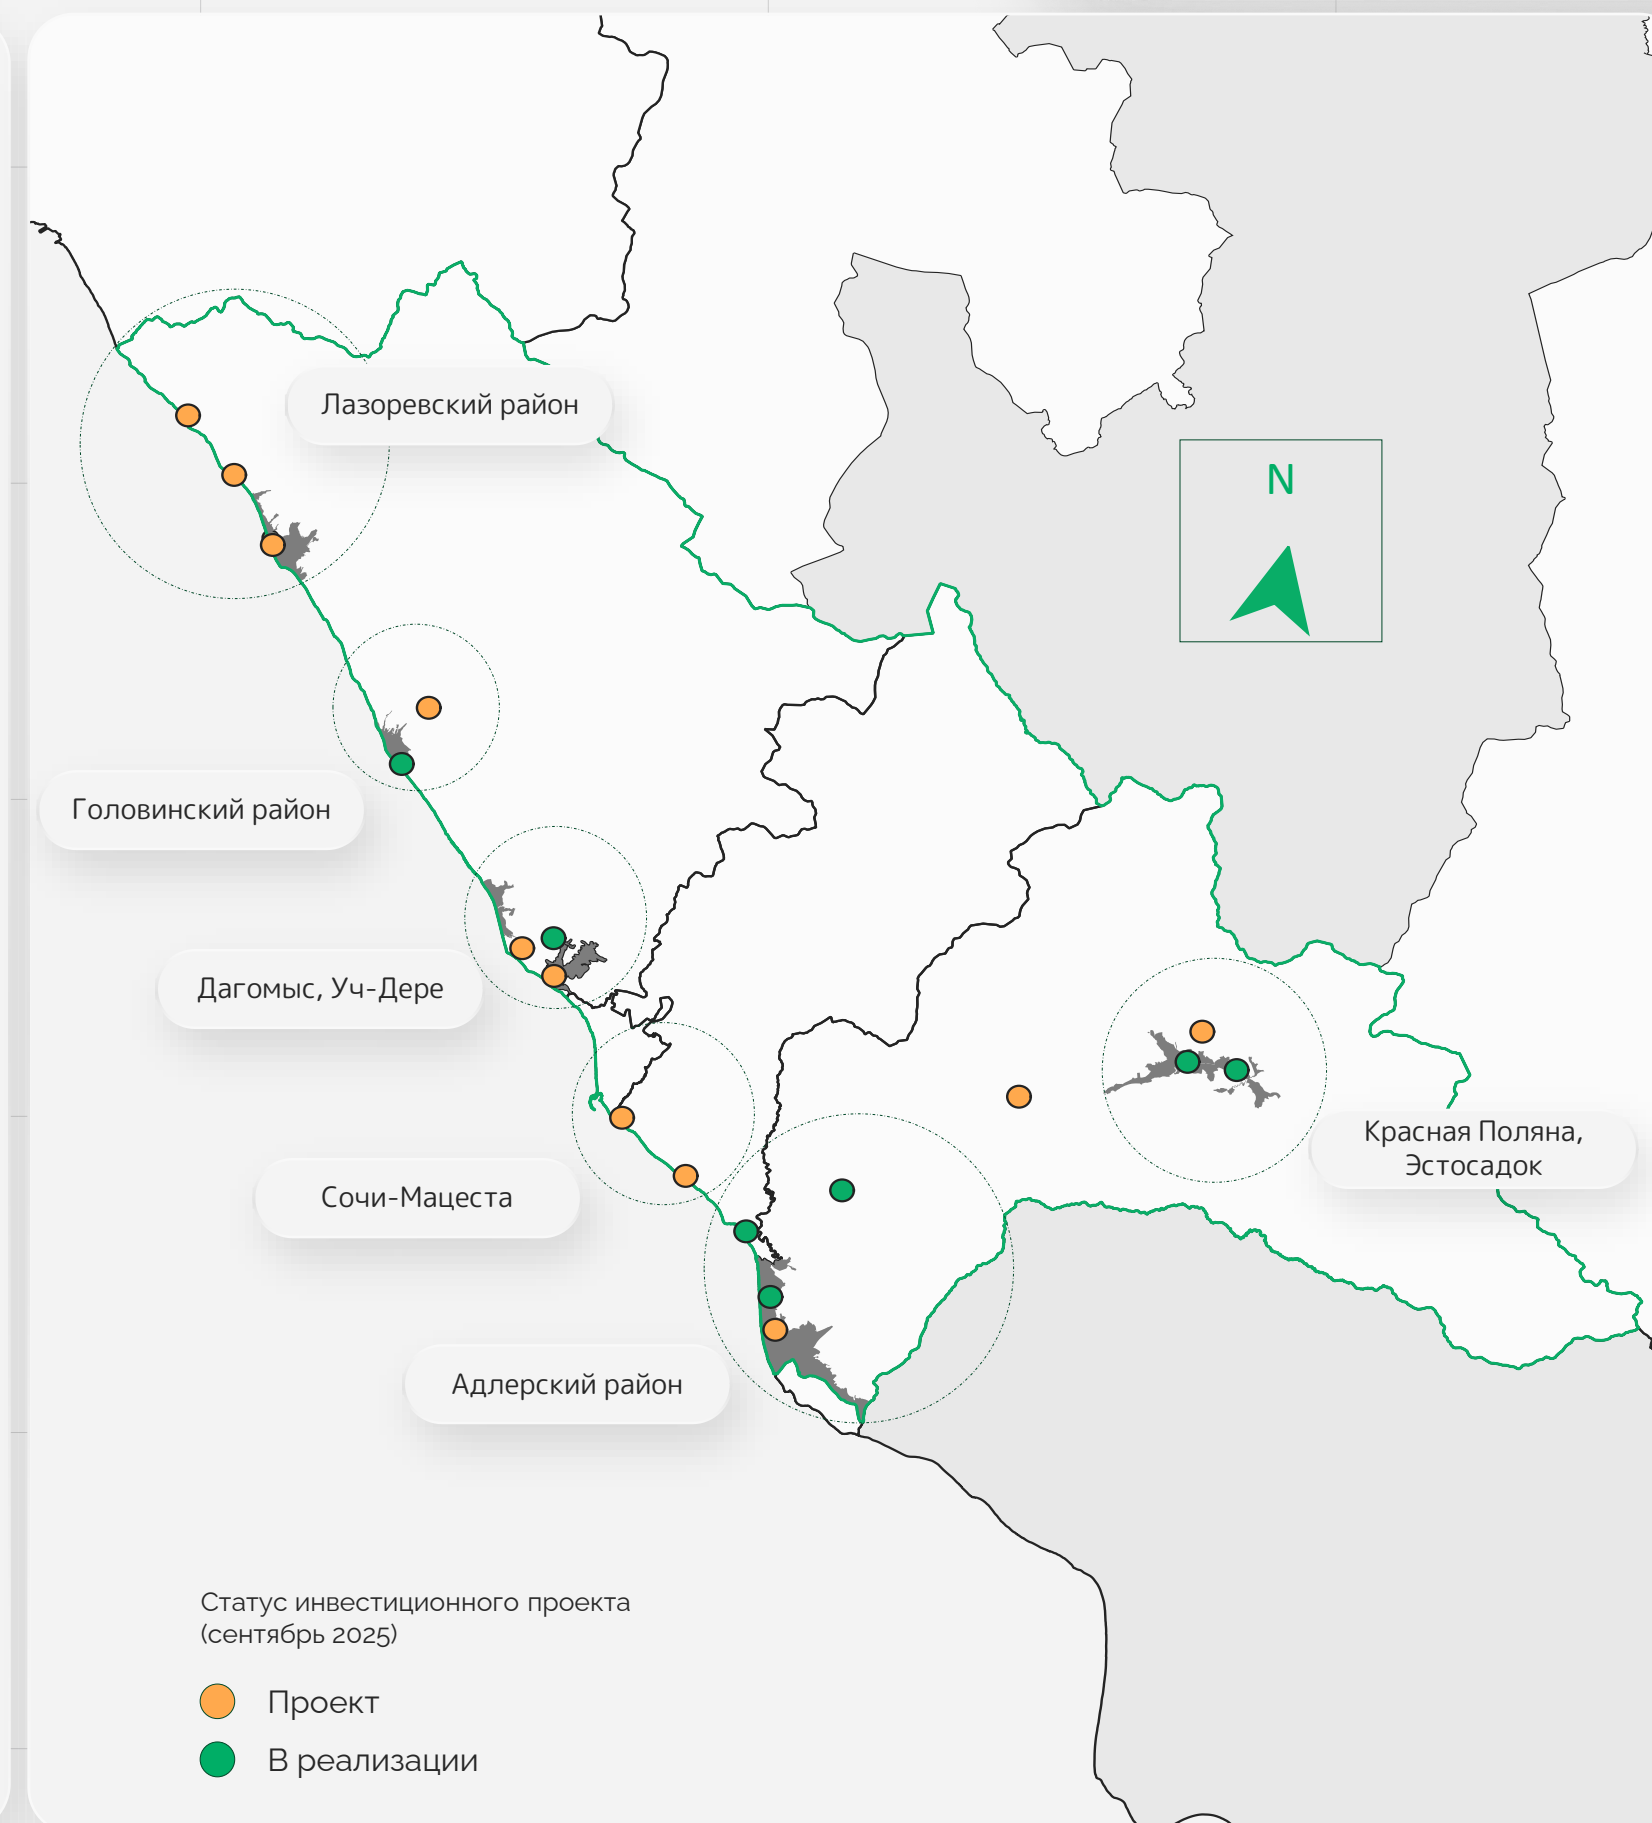 Лазоревский район
N
Головинский район
Дагомыс, Уч-Дере
Красная Поляна,
Эстосадок
Сочи-Мацеста
Адлерский район
Статус инвестиционного проекта
(сентябрь 2025)
Проект
В реализации